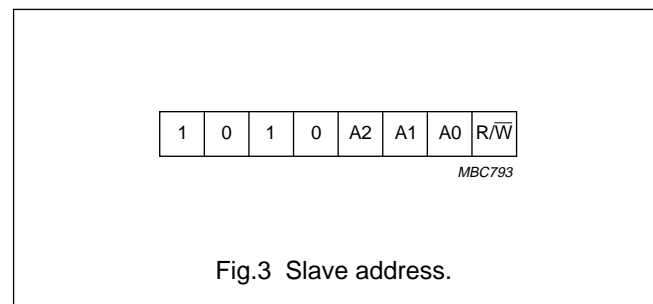 1 0 1 0 A2 A1 A0 R/W̅
MBC793
Fig.3 Slave address.